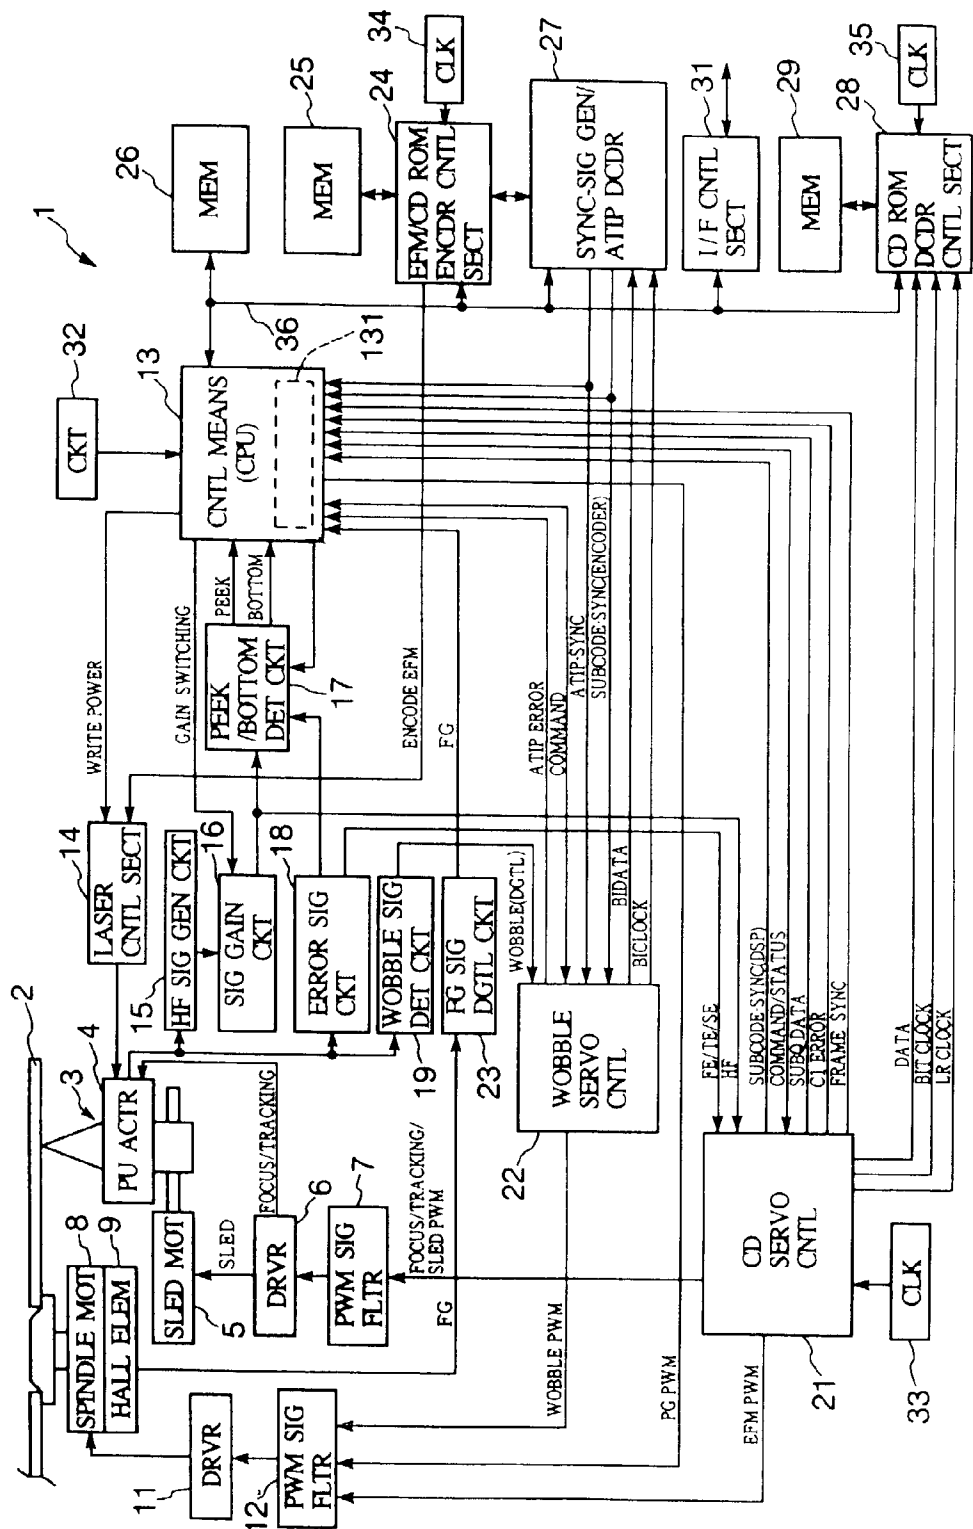 1
2
3
4
PU ACTR
SPINDLE MOT
8
HALL ELEM
9
SLED MOT
5
SLED
FOCUS/TRACKING
DRVR
6
PWM SIG
FLTR
7
FOCUS/TRACKING/
SLED PWM
FG
DRVR
11
PWM SIG
FLTR
12
WOBBLE PWM
PG PWM
EFM PWM
LASER
CNTL SECT
14
HF SIG GEN CKT
15
SIG GAIN
CKT
16
ERROR SIG
CKT
18
WOBBLE SIG
DET CKT
19
FG SIG
DGTL CKT
23
WRITE POWER
GAIN SWITCHING
PEEK
/BOTTOM
DET CKT
17
PEEK
BOTTOM
ENCODE EFM
FG
CKT
32
CNTL MEANS
(CPU)
13
131
36
MEM
26
MEM
25
EFM/CD ROM
ENCDR CNTL
SECT
24
CLK
34
SYNC-SIG GEN/
ATIP DCDR
27
I/F CNTL
SECT
31
MEM
29
CD ROM
DCDR
CNTL SECT
28
CLK
35
WOBBLE
SERVO
CNTL
22
WOBBLE(DGTL)
ATIP ERROR
COMMAND
ATIP-SYNC
SUBCODE-SYNC(ENCODER)
BIDATA
BICLOCK
CD
SERVO
CNTL
21
CLK
33
FE/TE/SE
HF
SUBCODE-SYNC(DSP)
COMMAND/STATUS
SUBQ DATA
C1 ERROR
FRAME SYNC
DATA
BIT CLOCK
LR CLOCK